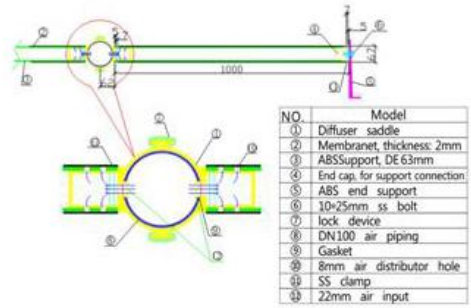 1000
NO. Model
① Diffuser saddle
② Membranet, thickness: 2mm
③ ABSSupport, DE63mm
④ End cap, for support connection
⑤ ABS end support
⑥ 10*25mm ss bolt
⑦ lock device
⑧ DN100 air piping
⑨ Gasket
⑩ 8mm air distributor hole
⑪ SS clamp
⑫ 22mm air input